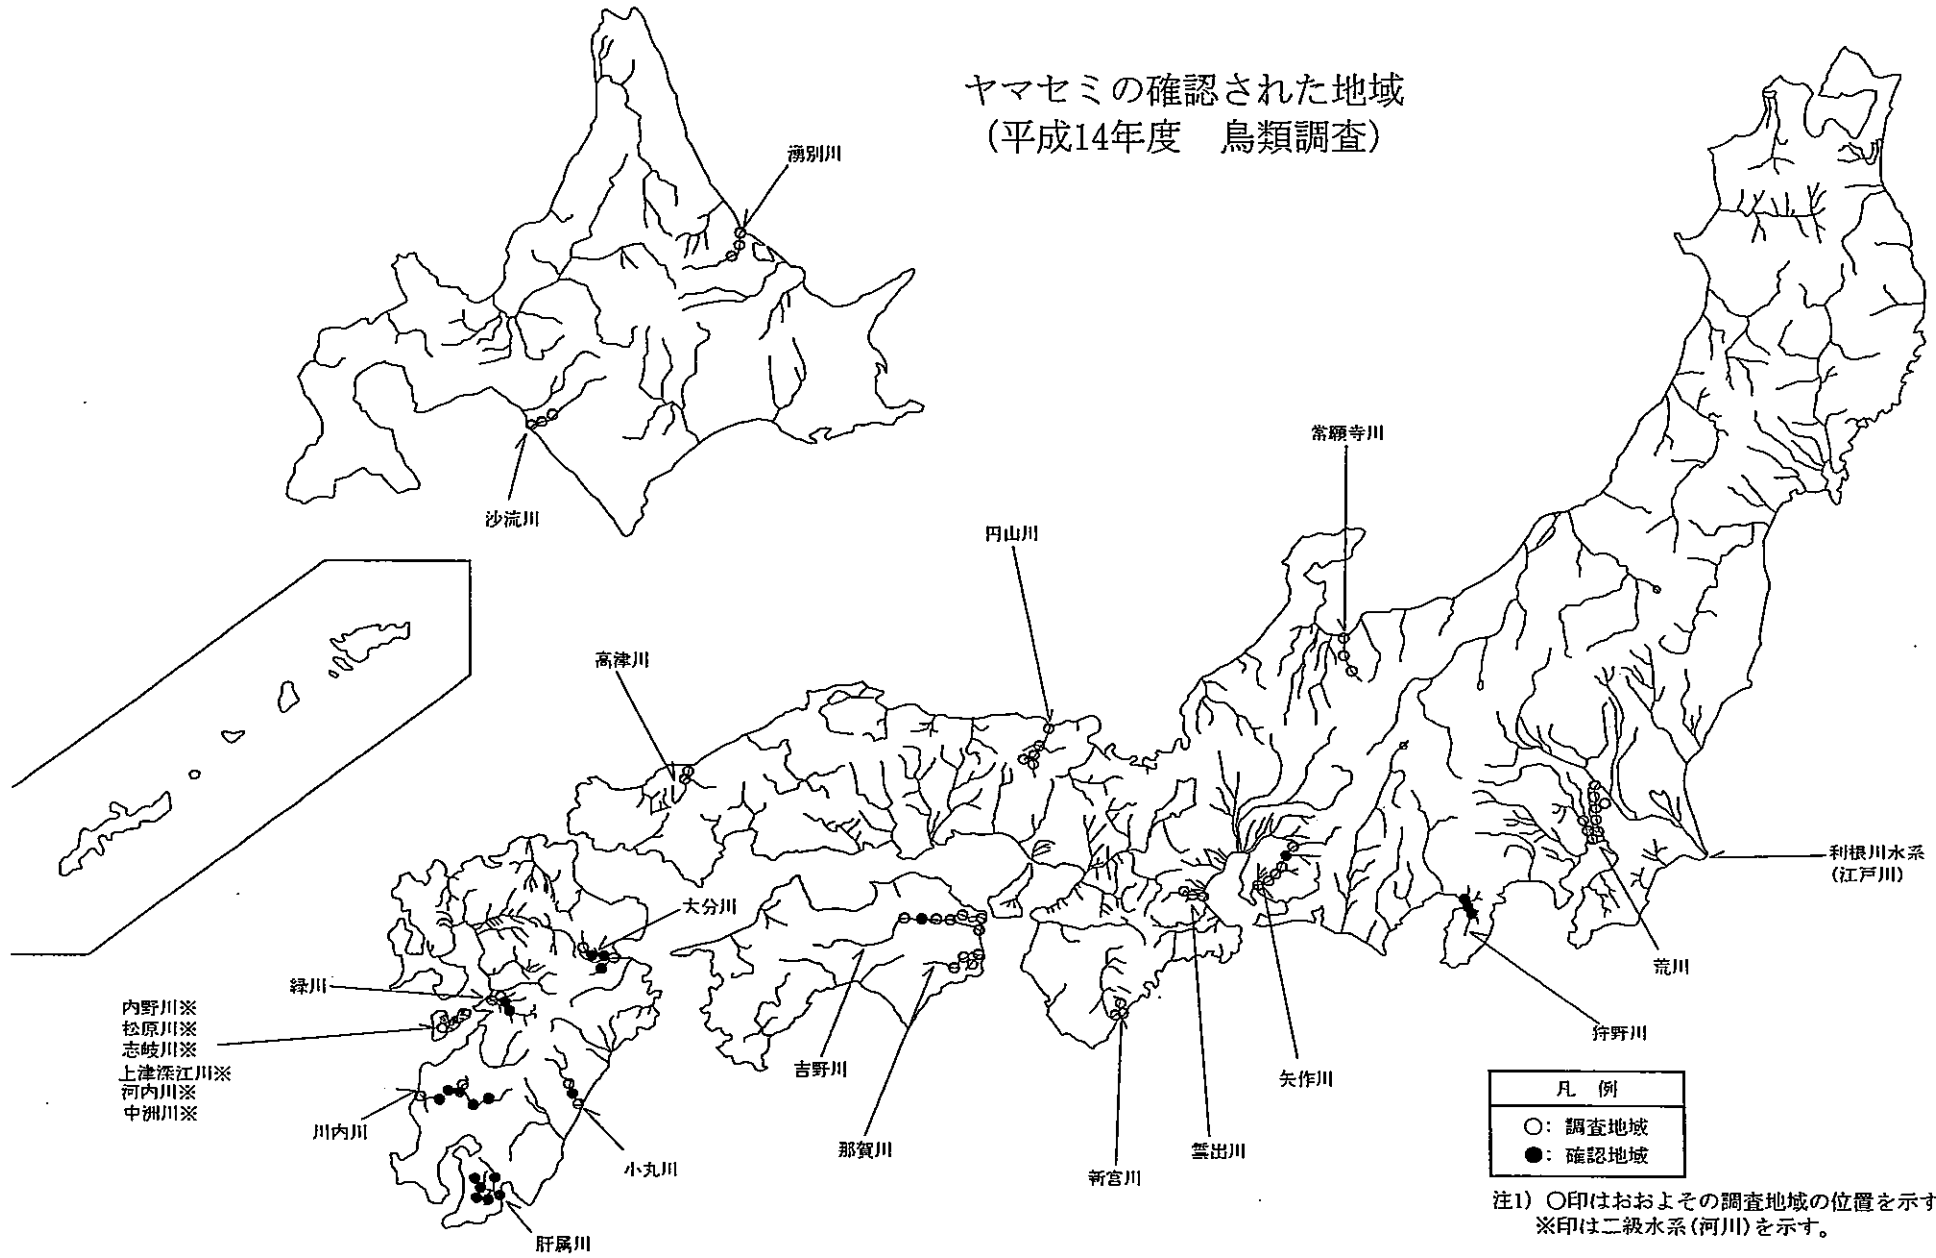 ヤマセミの確認された地域
(平成14年度　鳥類調査)
湧別川
沙流川
常願寺川
円山川
高津川
大分川
緑川
内野川※
松原川※
志岐川※
上津深江川※
河内川※
中洲川※
川内川
小丸川
肝属川
吉野川
那賀川
新宮川
雲出川
矢作川
狩野川
荒川
利根川水系
(江戸川)
凡　例
○：調査地域
●：確認地域
注1) ○印はおおよその調査地域の位置を示す
※印は二級水系(河川)を示す。